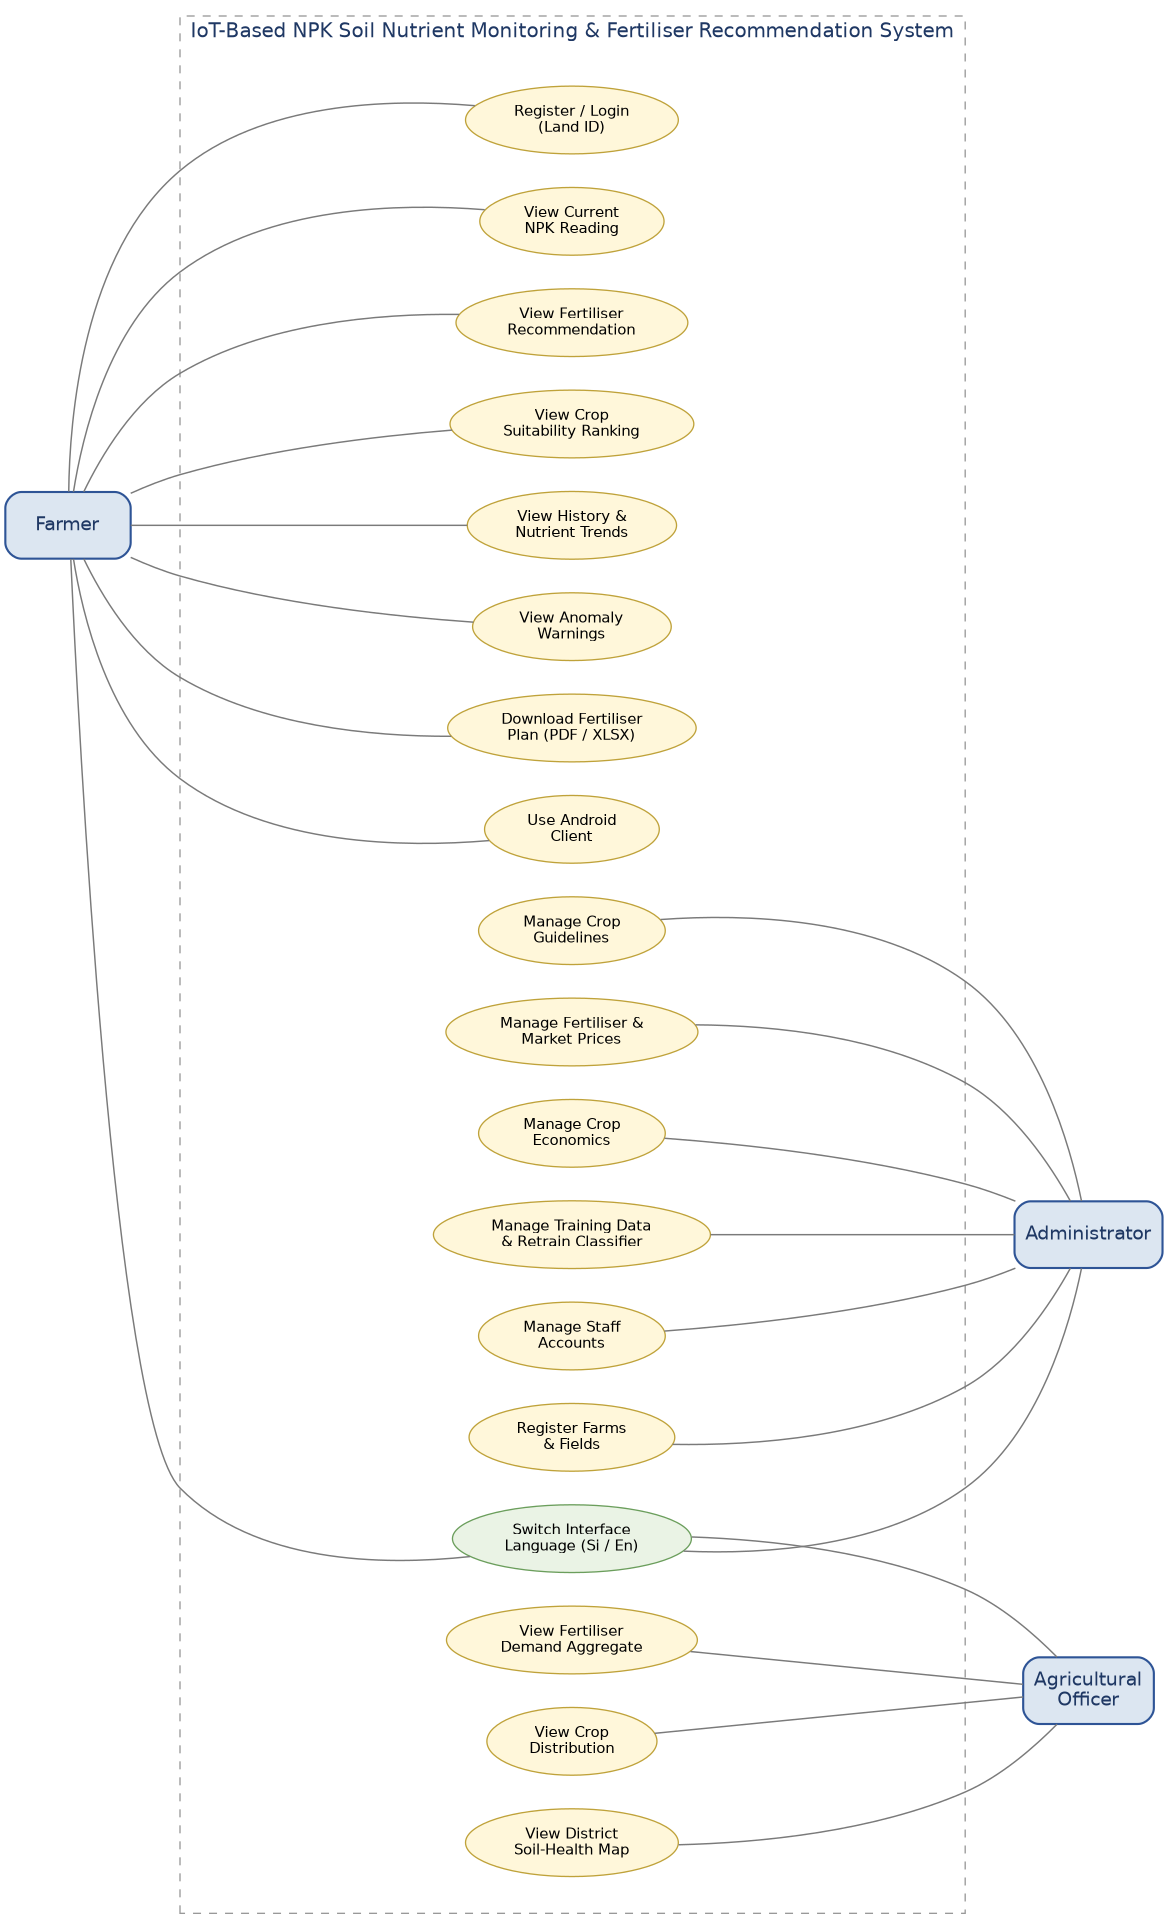 IoT-Based NPK Soil Nutrient Monitoring & Fertiliser Recommendation System
Register / Login
(Land ID)
View Current
NPK Reading
View Fertiliser
Recommendation
View Crop
Suitability Ranking
Farmer
View History &
Nutrient Trends
View Anomaly
Warnings
Download Fertiliser
Plan (PDF / XLSX)
Use Android
Client
Manage Crop
Guidelines
Manage Fertiliser &
Market Prices
Manage Crop
Economics
Manage Training Data
& Retrain Classifier
Administrator
Manage Staff
Accounts
Register Farms
& Fields
Switch Interface
Language (Si / En)
View Fertiliser
Demand Aggregate
Agricultural
Officer
View Crop
Distribution
View District
Soil-Health Map